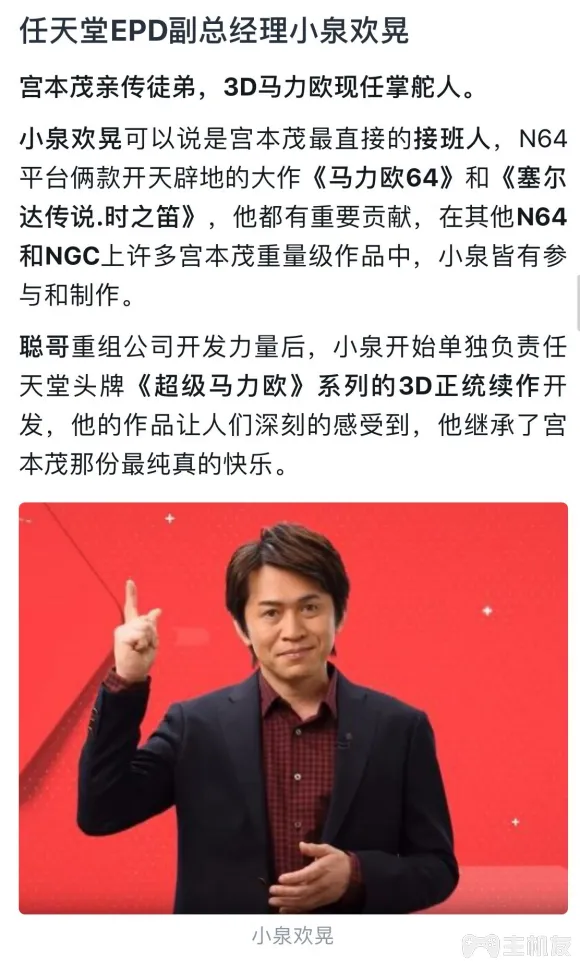 任天堂EPD副总经理小泉欢晃
宫本茂亲传徒弟，3D马力欧现任掌舵人。
小泉欢晃可以说是宫本茂最直接的接班人，N64
平台俩款开天辟地的大作《马力欧64》和《塞尔
达传说.时之笛》，他都有重要贡献，在其他N64
和NGC上许多宫本茂重量级作品中，小泉皆有参
与和制作。
聪哥重组公司开发力量后，小泉开始单独负责任
天堂头牌《超级马力欧》系列的3D正统续作开
发，他的作品让人们深刻的感受到，他继承了宫
本茂那份最纯真的快乐。
小泉欢晃
主机友